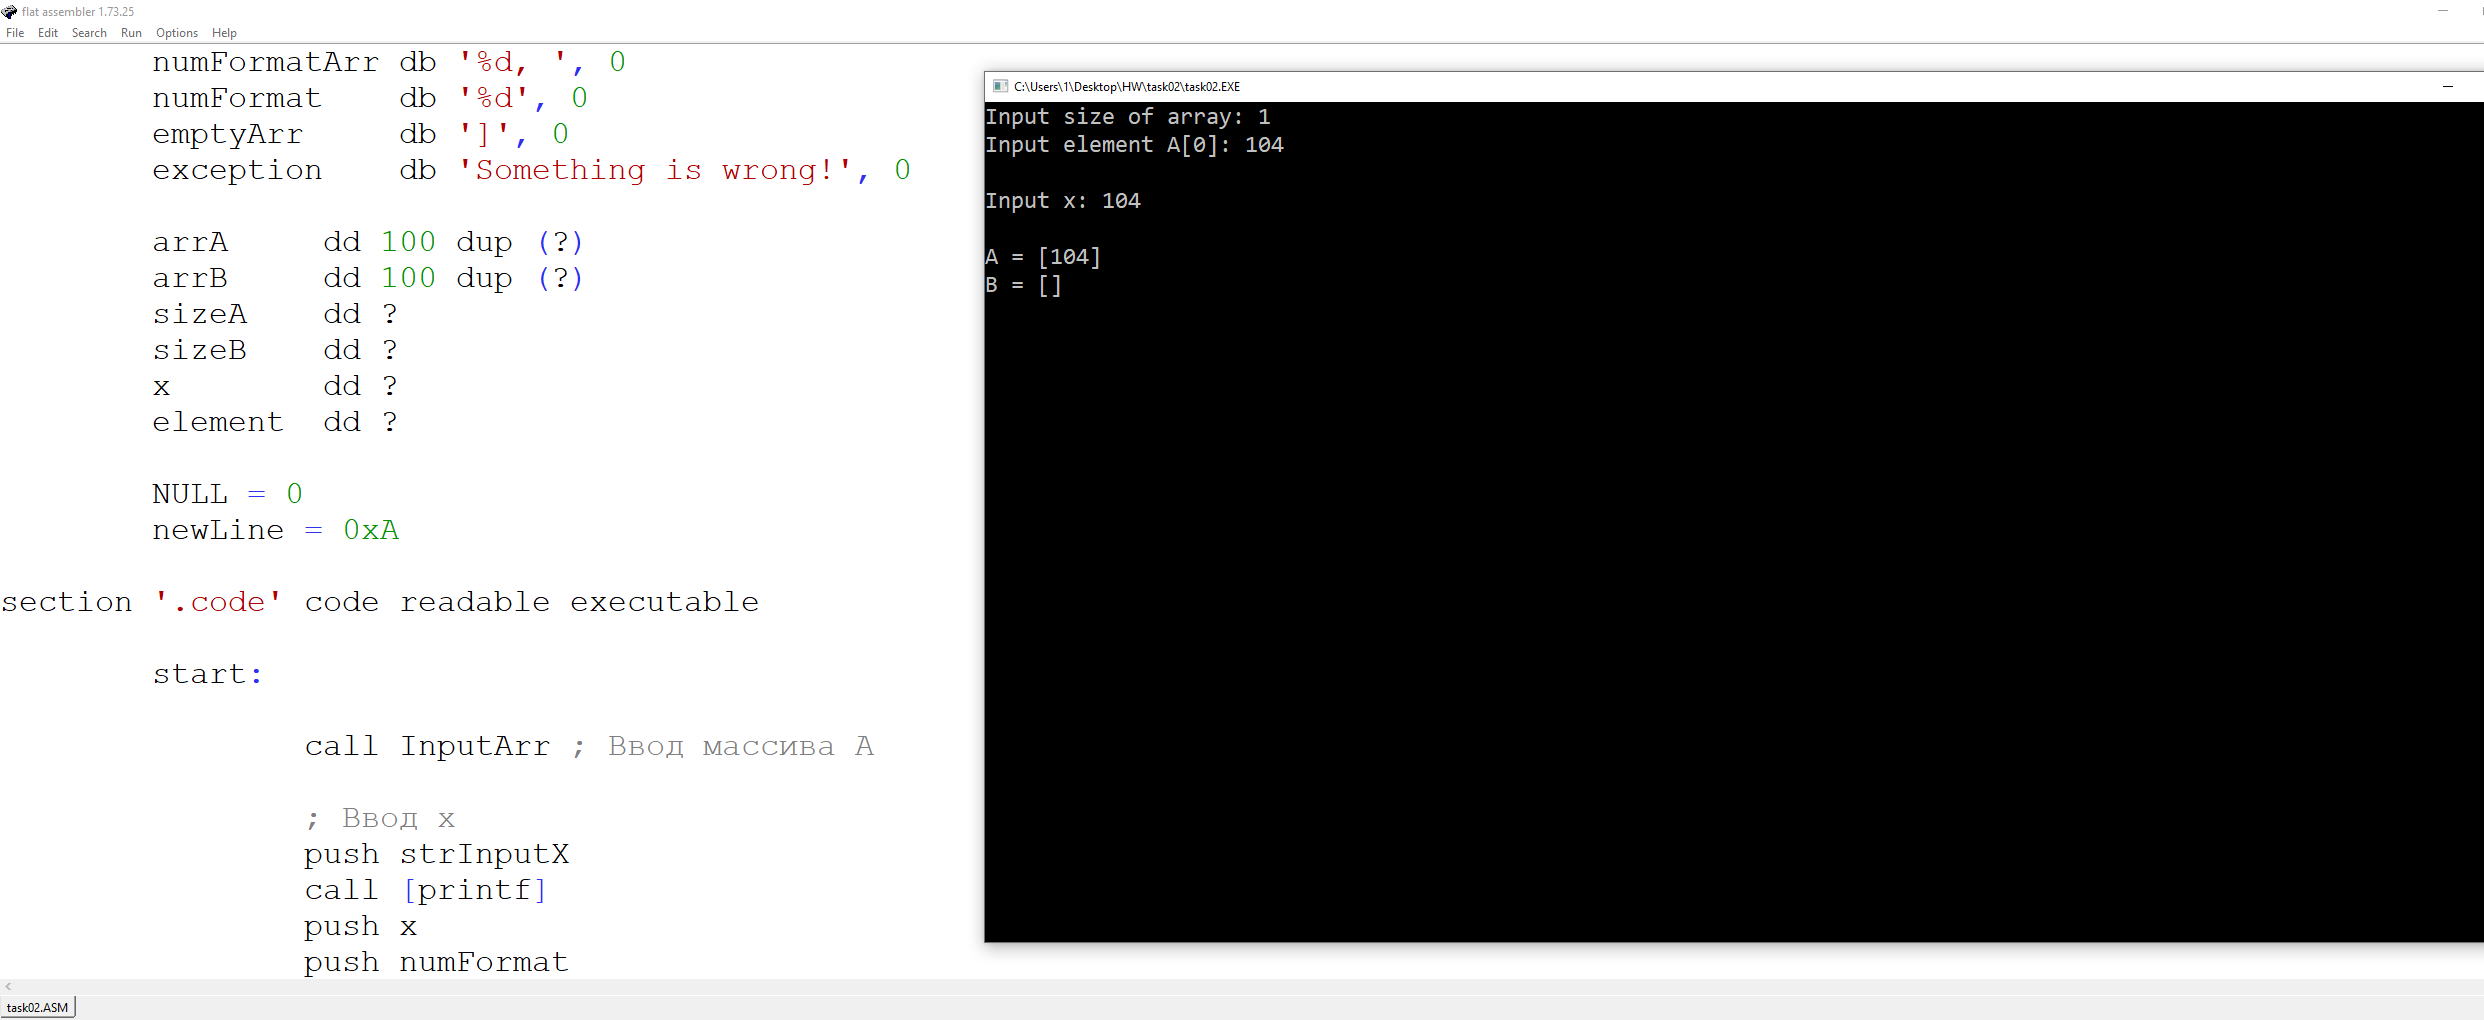 flat assembler 1.73.25
File Edit Search Run Options Help
numFormatArr db '%d, ', 0
numFormat db '%d', 0
emptyArr db ']', 0
exception db 'Something is wrong!', 0
arrA dd 100 dup (?)
arrB dd 100 dup (?)
sizeA dd ?
sizeB dd ?
x dd ?
element dd ?
NULL = 0
newLine = 0xA
section '.code' code readable executable
start:
call InputArr ; Ввод массива A
; Ввод x
push strInputX
call [printf]
push x
push numFormat
task02.ASM
C:\Users\1\Desktop\HW\task02\task02.EXE
Input size of array: 1
Input element A[0]: 104
Input x: 104
A = [104]
B = []